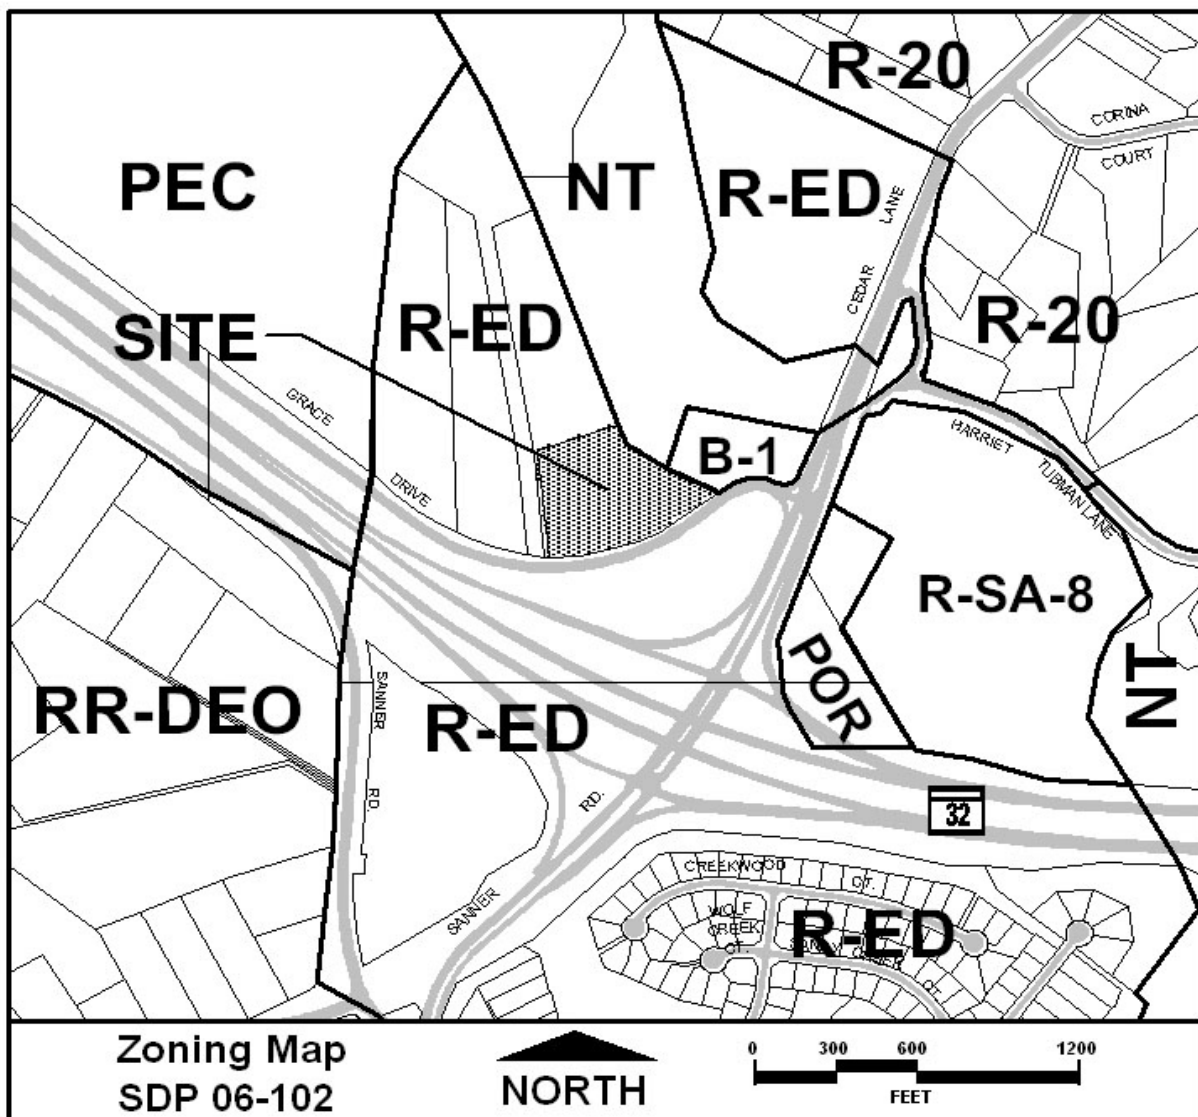 R-20
CORINA
COURT
PEC
NT
R-ED
LANE
CEDAR
SITE
R-ED
R-20
GRACE
DRIVE
B-1
HARRIET
TUBMAN LANE
R-SA-8
POR
NT
RR-DEO
SANNER
RD.
R-ED
RD.
SANNER
32
CREEKWOOD
CT.
WOLF
CREEK
CT.
R-ED
CT.
Zoning Map
SDP 06-102
NORTH
0 300 600 1200
FEET